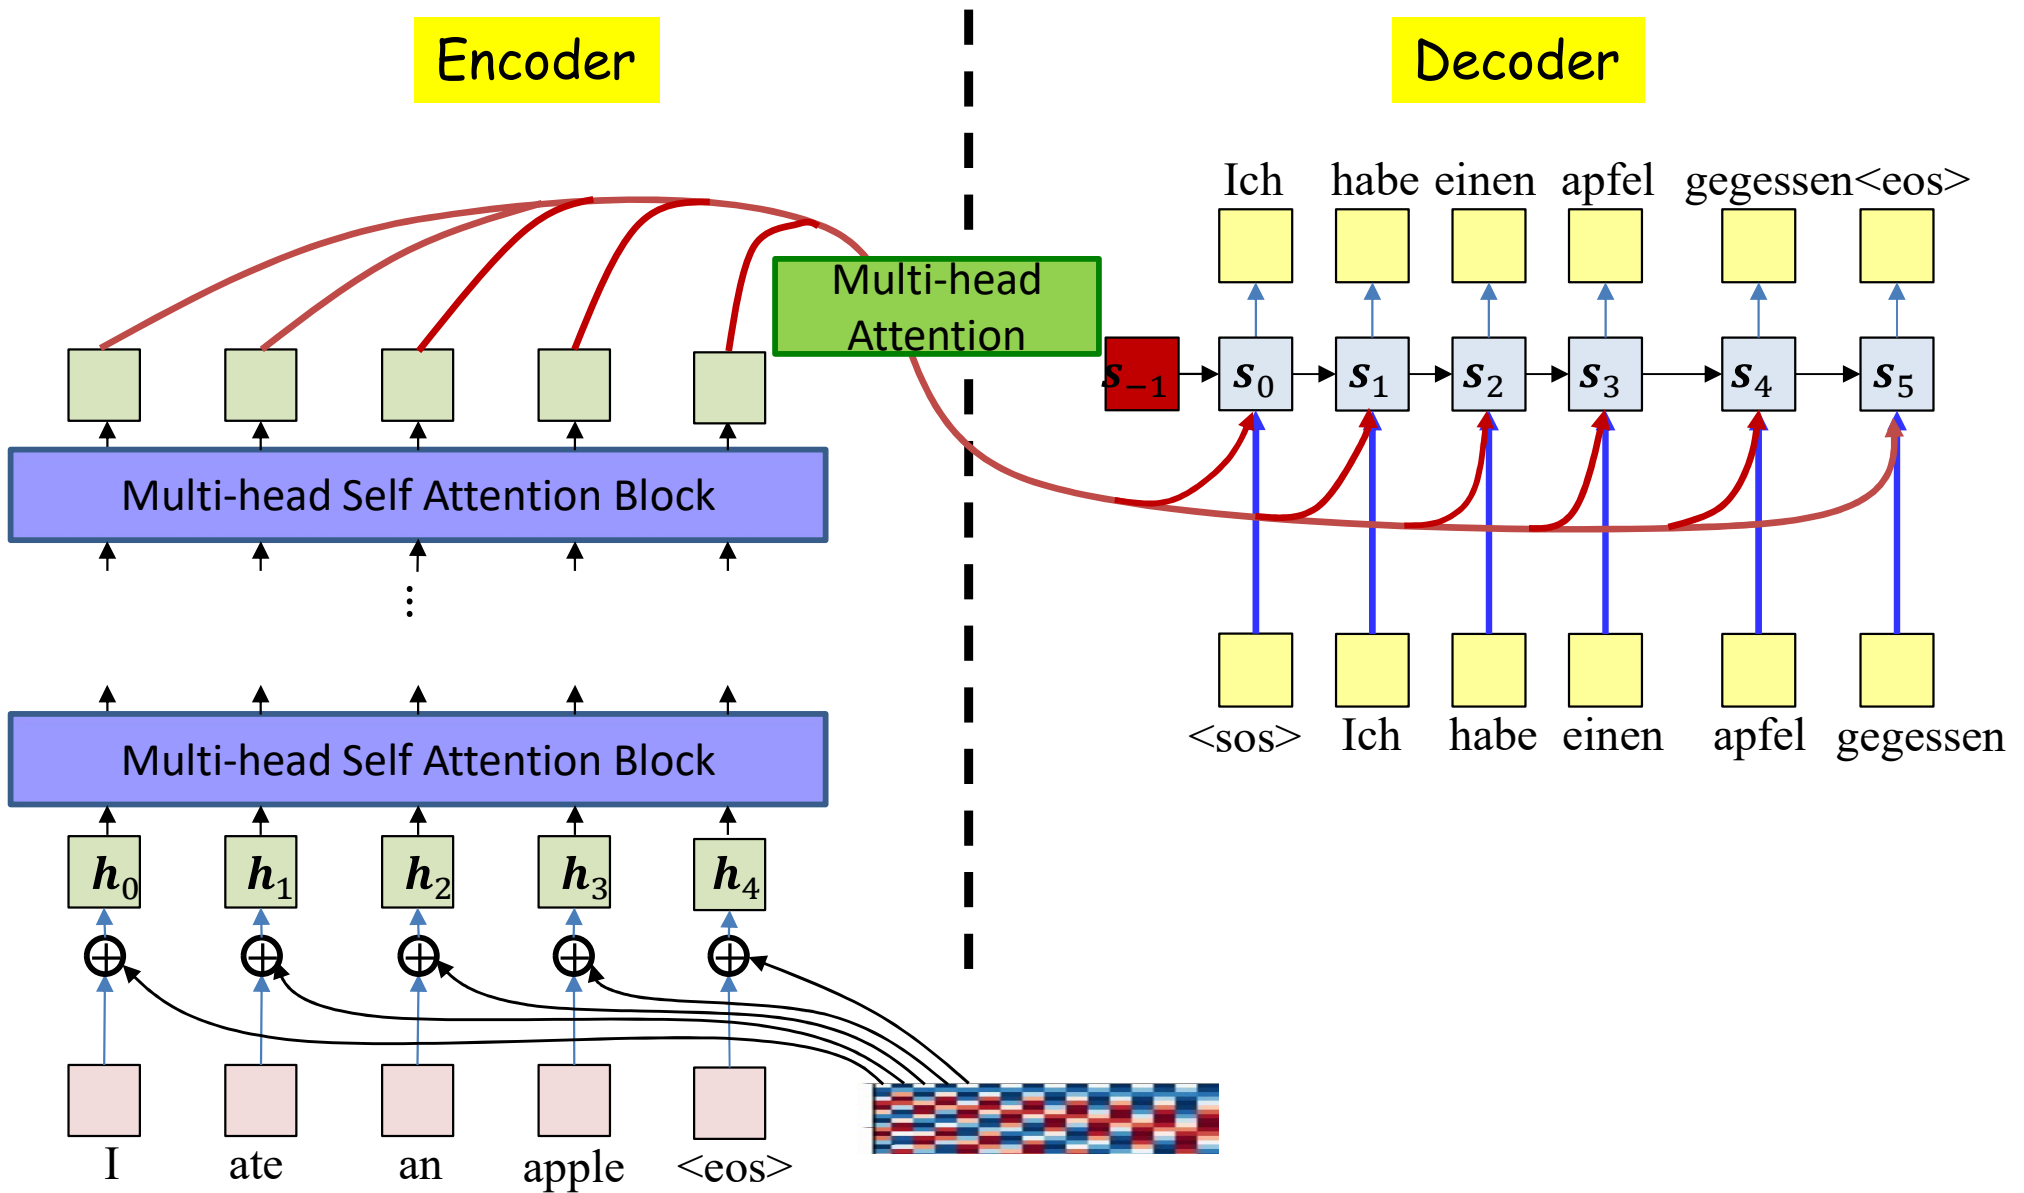 Encoder
Decoder
Ich habe einen apfel gegessen<eos>
Multi-head
Attention
s₋₁ s₀ s₁ s₂ s₃ s₄ s₅
Multi-head Self Attention Block
⋮
<sos> Ich habe einen apfel gegessen
Multi-head Self Attention Block
h₀ h₁ h₂ h₃ h₄
I ate an apple <eos>